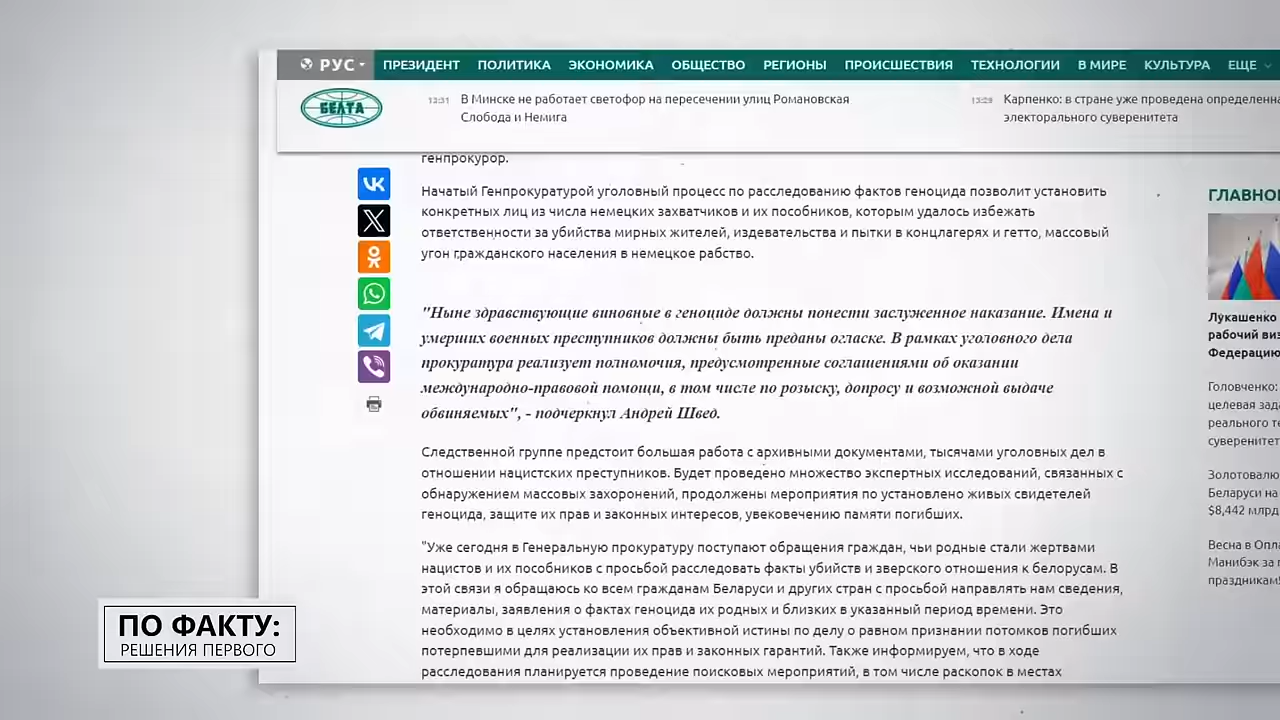 РУС
ПРЕЗИДЕНТ ПОЛИТИКА ЭКОНОМИКА ОБЩЕСТВО РЕГИОНЫ ПРОИСШЕСТВИЯ ТЕХНОЛОГИИ В МИРЕ КУЛЬТУРА ЕЩЕ
БЕЛТА
13:31 В Минске не работает светофор на пересечении улиц Романовская
Слобода и Немига
13:29 Карпенко: в стране уже проведена определенна
электорального суверенитета
генпрокурор.
Начатый Генпрокуратурой уголовный процесс по расследованию фактов геноцида позволит установить
конкретных лиц из числа немецких захватчиков и их пособников, которым удалось избежать
ответственности за убийства мирных жителей, издевательства и пытки в концлагерях и гетто, массовый
угон гражданского населения в немецкое рабство.
"Ныне здравствующие виновные в геноциде должны понести заслуженное наказание. Имена и
умерших военных преступников должны быть преданы огласке. В рамках уголовного дела
прокуратура реализует полномочия, предусмотренные соглашениями об оказании
международно-правовой помощи, в том числе по розыску, допросу и возможной выдаче
обвиняемых", - подчеркнул Андрей Швед.
Следственной группе предстоит большая работа с архивными документами, тысячами уголовных дел в
отношении нацистских преступников. Будет проведено множество экспертных исследований, связанных с
обнаружением массовых захоронений, продолжены мероприятия по установлено живых свидетелей
геноцида, защите их прав и законных интересов, увековечению памяти погибших.
"Уже сегодня в Генеральную прокуратуру поступают обращения граждан, чьи родные стали жертвами
нацистов и их пособников с просьбой расследовать факты убийств и зверского отношения к белорусам. В
этой связи я обращаюсь ко всем гражданам Беларуси и других стран с просьбой направлять нам сведения,
материалы, заявления о фактах геноцида их родных и близких в указанный период времени. Это
необходимо в целях установления объективной истины по делу о равном признании потомков погибших
потерпевшими для реализации их прав и законных гарантий. Также информируем, что в ходе
расследования планируется проведение поисковых мероприятий, в том числе раскопок в местах
ГЛАВНО
Лукашенко
рабочий виз
Федерацию
Головченко:
целевая зад
реального т
суверенитет
Золотовалю
Беларуси на
$8,442 млрд
Весна в Опл
Манибэк за
праздникам
ПО ФАКТУ:
РЕШЕНИЯ ПЕРВОГО